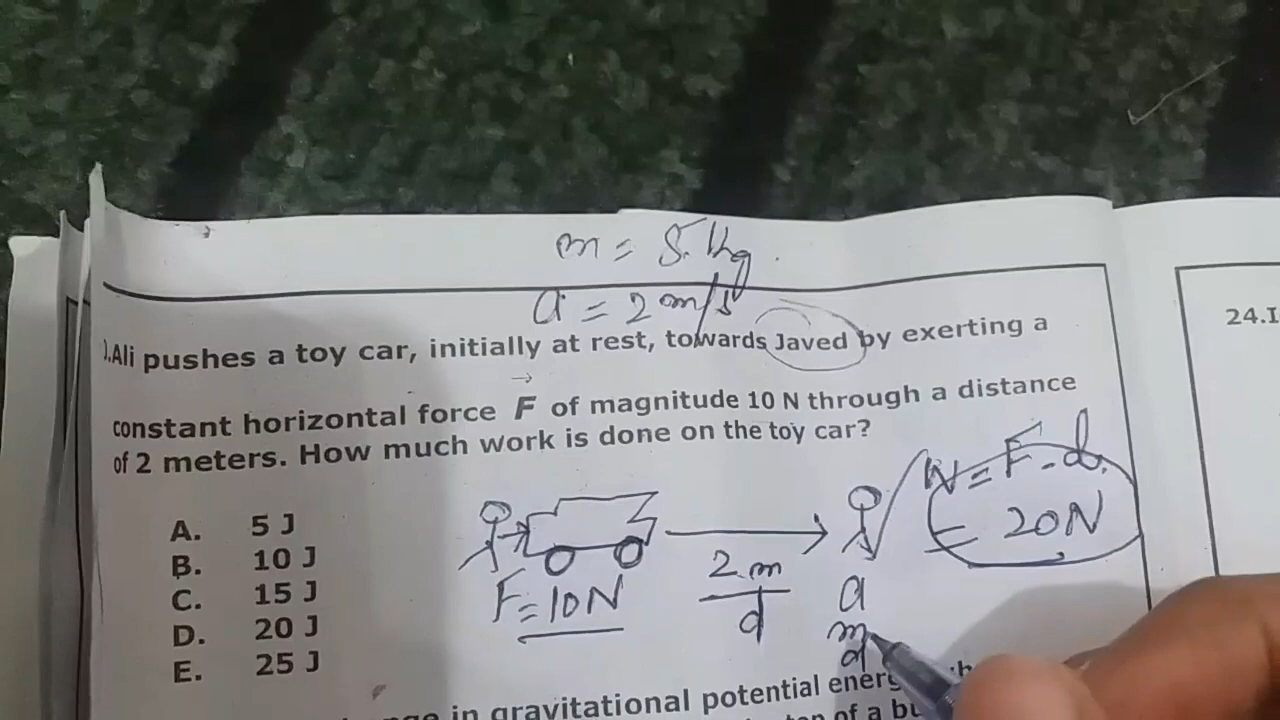 m = 5 kg
a = 2 m/s
).Ali pushes a toy car, initially at rest, towards Javed by exerting a
constant horizontal force F of magnitude 10 N through a distance
of 2 meters. How much work is done on the toy car?
A. 5 J
B. 10 J
C. 15 J
D. 20 J
E. 25 J
F = 10N
2 m
d
W = F.d.
= 20N
a
m
d
in gravitational potential energ
of a bu
24.I